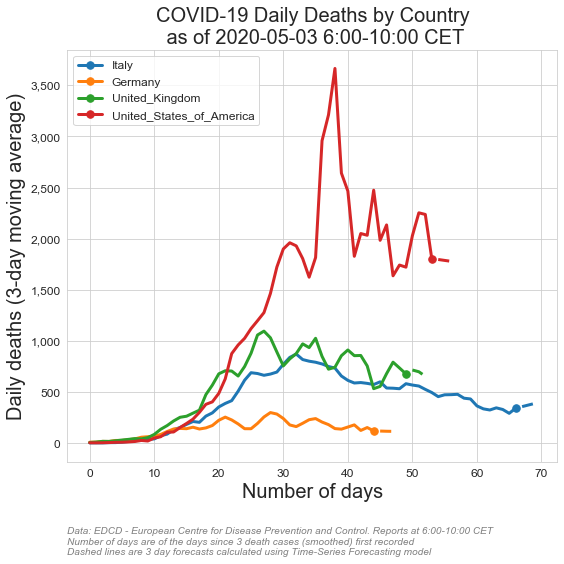 COVID-19 Daily Deaths by Country
as of 2020-05-03 6:00-10:00 CET
Italy
Germany
United_Kingdom
United_States_of_America
Daily deaths (3-day moving average)
3,500
3,000
2,500
2,000
1,500
1,000
500
0
0 10 20 30 40 50 60 70
Number of days
Data: EDCD - European Centre for Disease Prevention and Control. Reports at 6:00-10:00 CET
Number of days are of the days since 3 death cases (smoothed) first recorded
Dashed lines are 3 day forecasts calculated using Time-Series Forecasting model